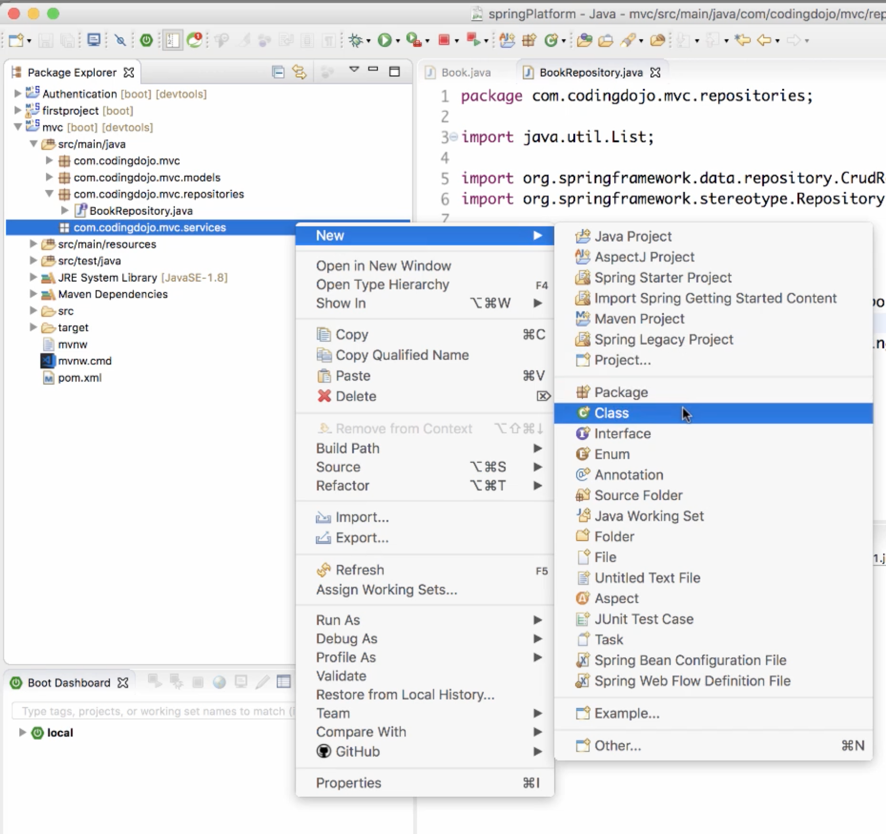 springPlatform - Java - mvc/src/main/java/com/codingdojo/mvc/rep
Package Explorer
Authentication [boot] [devtools]
firstproject [boot]
mvc [boot] [devtools]
src/main/java
com.codingdojo.mvc
com.codingdojo.mvc.models
com.codingdojo.mvc.repositories
BookRepository.java
com.codingdojo.mvc.services
src/main/resources
src/test/java
JRE System Library [JavaSE-1.8]
Maven Dependencies
src
target
mvnw
mvnw.cmd
pom.xml
Book.java
BookRepository.java
1 package com.codingdojo.mvc.repositories;
2
3 import java.util.List;
4
5 import org.springframework.data.repository.CrudR
6 import org.springframework.stereotype.Repository
7
New
Open in New Window
Open Type Hierarchy F4
Show In ⌥⌘W
Copy ⌘C
Copy Qualified Name
Paste ⌘V
Delete ⌦
Remove from Context ⌥⇧⌘↓
Build Path
Source ⌥⌘S
Refactor ⌥⌘T
Import...
Export...
Refresh F5
Assign Working Sets...
Run As
Debug As
Profile As
Validate
Restore from Local History...
Team
Compare With
GitHub
Properties ⌘I
Java Project
AspectJ Project
Spring Starter Project
Import Spring Getting Started Content
Maven Project
Spring Legacy Project
Project...
Package
Class
Interface
Enum
Annotation
Source Folder
Java Working Set
Folder
File
Untitled Text File
Aspect
JUnit Test Case
Task
Spring Bean Configuration File
Spring Web Flow Definition File
Example...
Other... ⌘N
Boot Dashboard
Type tags, projects, or working set names to match (
local